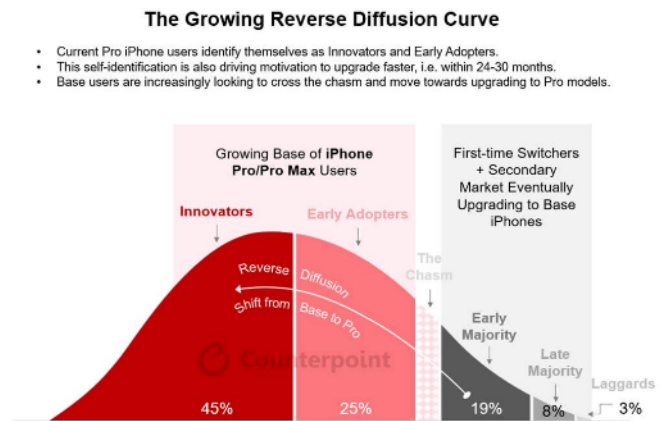 The Growing Reverse Diffusion Curve
• Current Pro iPhone users identify themselves as Innovators and Early Adopters.
• This self-identification is also driving motivation to upgrade faster, i.e. within 24-30 months.
• Base users are increasingly looking to cross the chasm and move towards upgrading to Pro models.
Growing Base of iPhone
Pro/Pro Max Users
First-time Switchers
+ Secondary
Market Eventually
Upgrading to Base
iPhones
Innovators
Early Adopters
The
Chasm
Reverse Diffusion
Shift from Base to Pro
Early
Majority
Late
Majority
Laggards
Counterpoint
45%
25%
19%
8%
3%